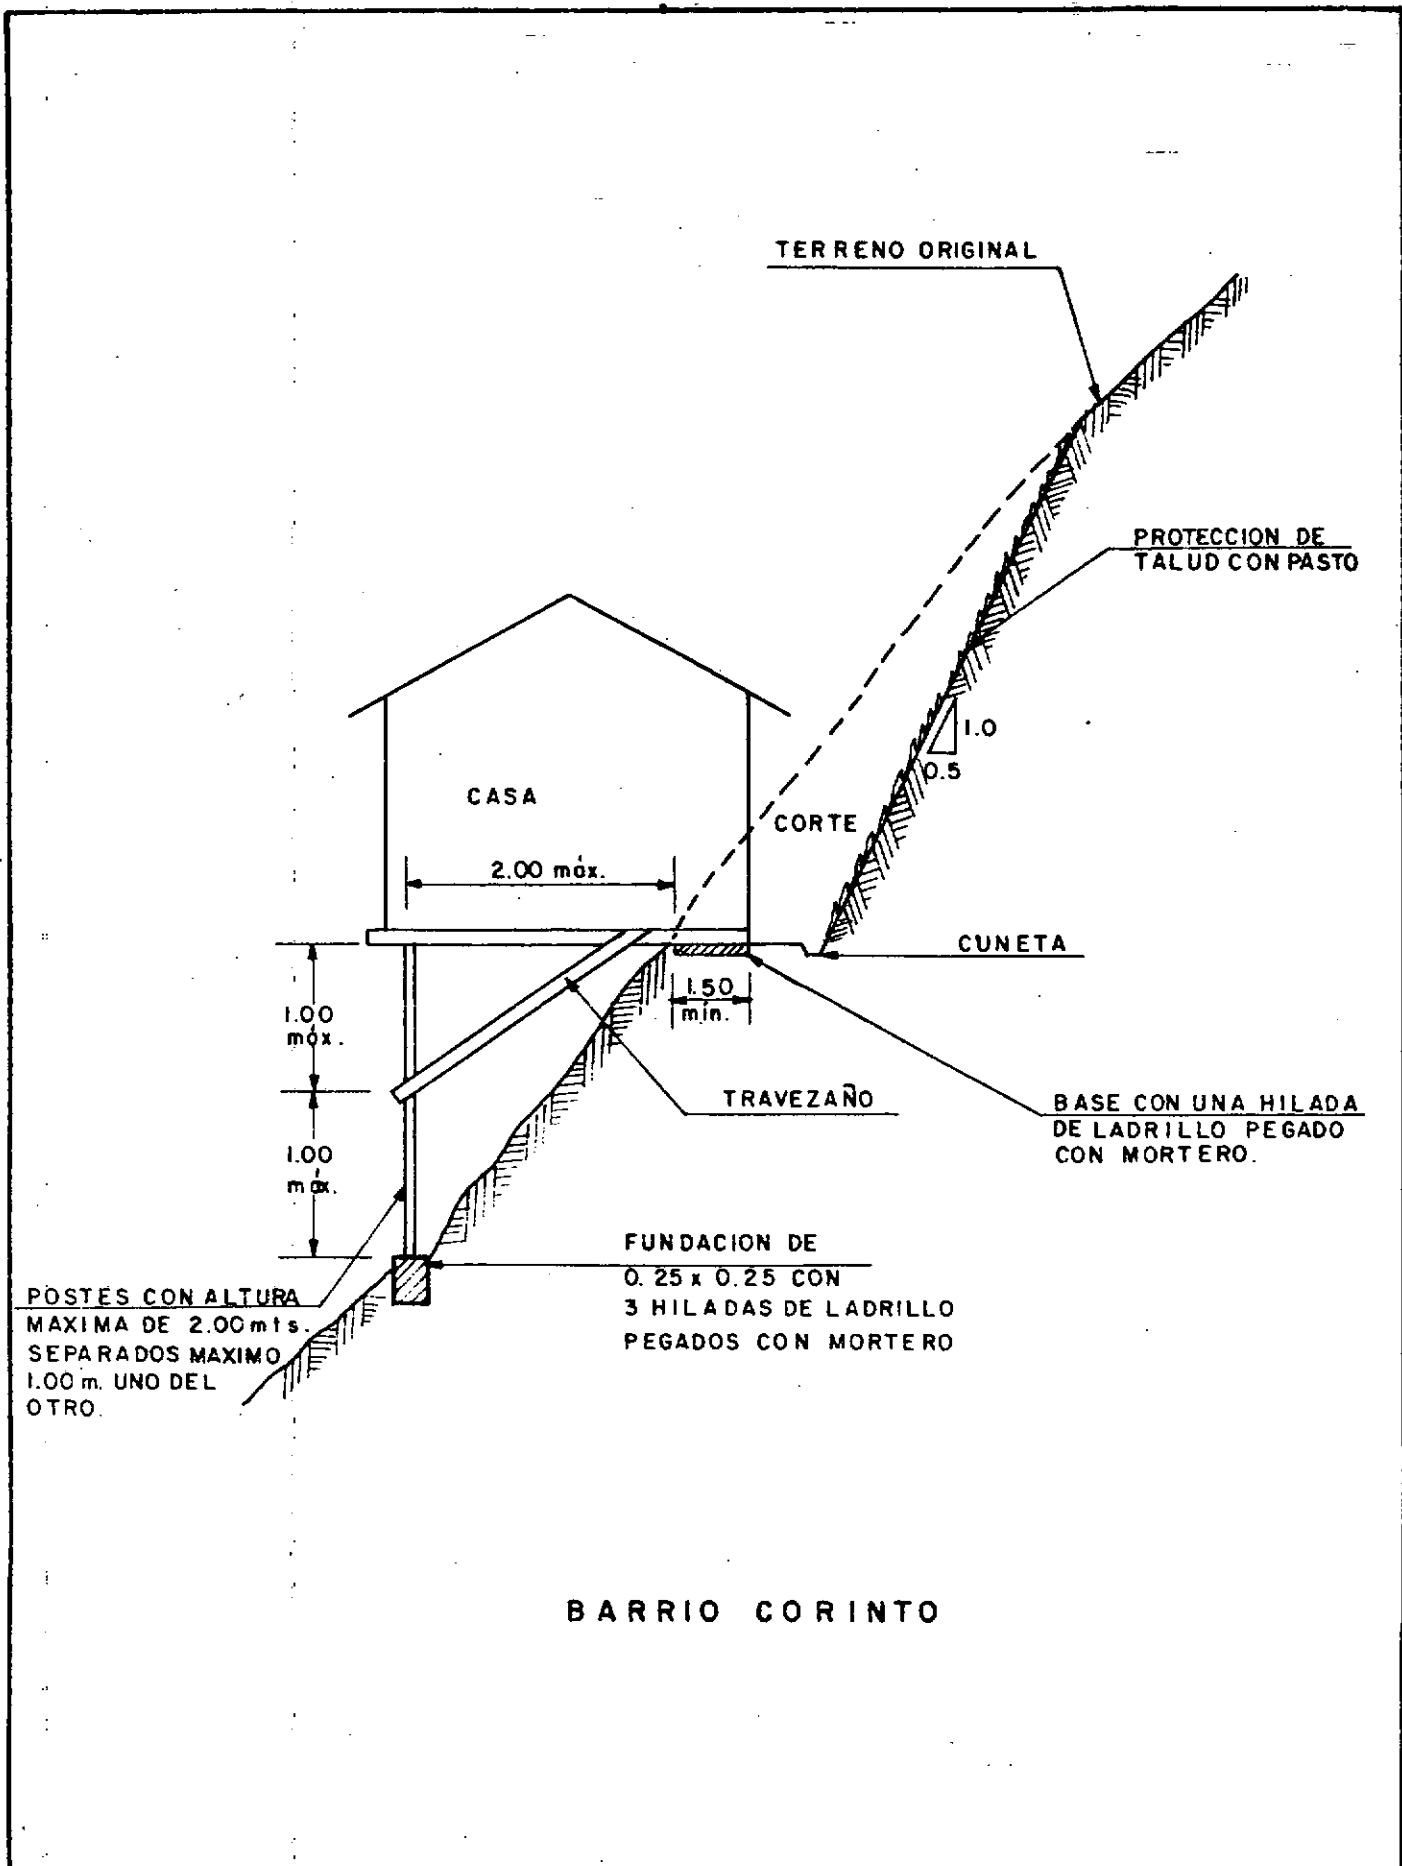 TERRENO ORIGINAL
PROTECCION DE
TALUD CON PASTO
1.0
0.5
CASA
CORTE
2.00 máx.
CUNETA
1.50
min.
1.00
máx.
TRAVEZAÑO
BASE CON UNA HILADA
DE LADRILLO PEGADO
CON MORTERO.
1.00
máx.
FUNDACION DE
0.25 x 0.25 CON
3 HILADAS DE LADRILLO
PEGADOS CON MORTERO
POSTES CON ALTURA
MAXIMA DE 2.00 mts.
SEPARADOS MAXIMO
1.00 m. UNO DEL
OTRO.
BARRIO CORINTO